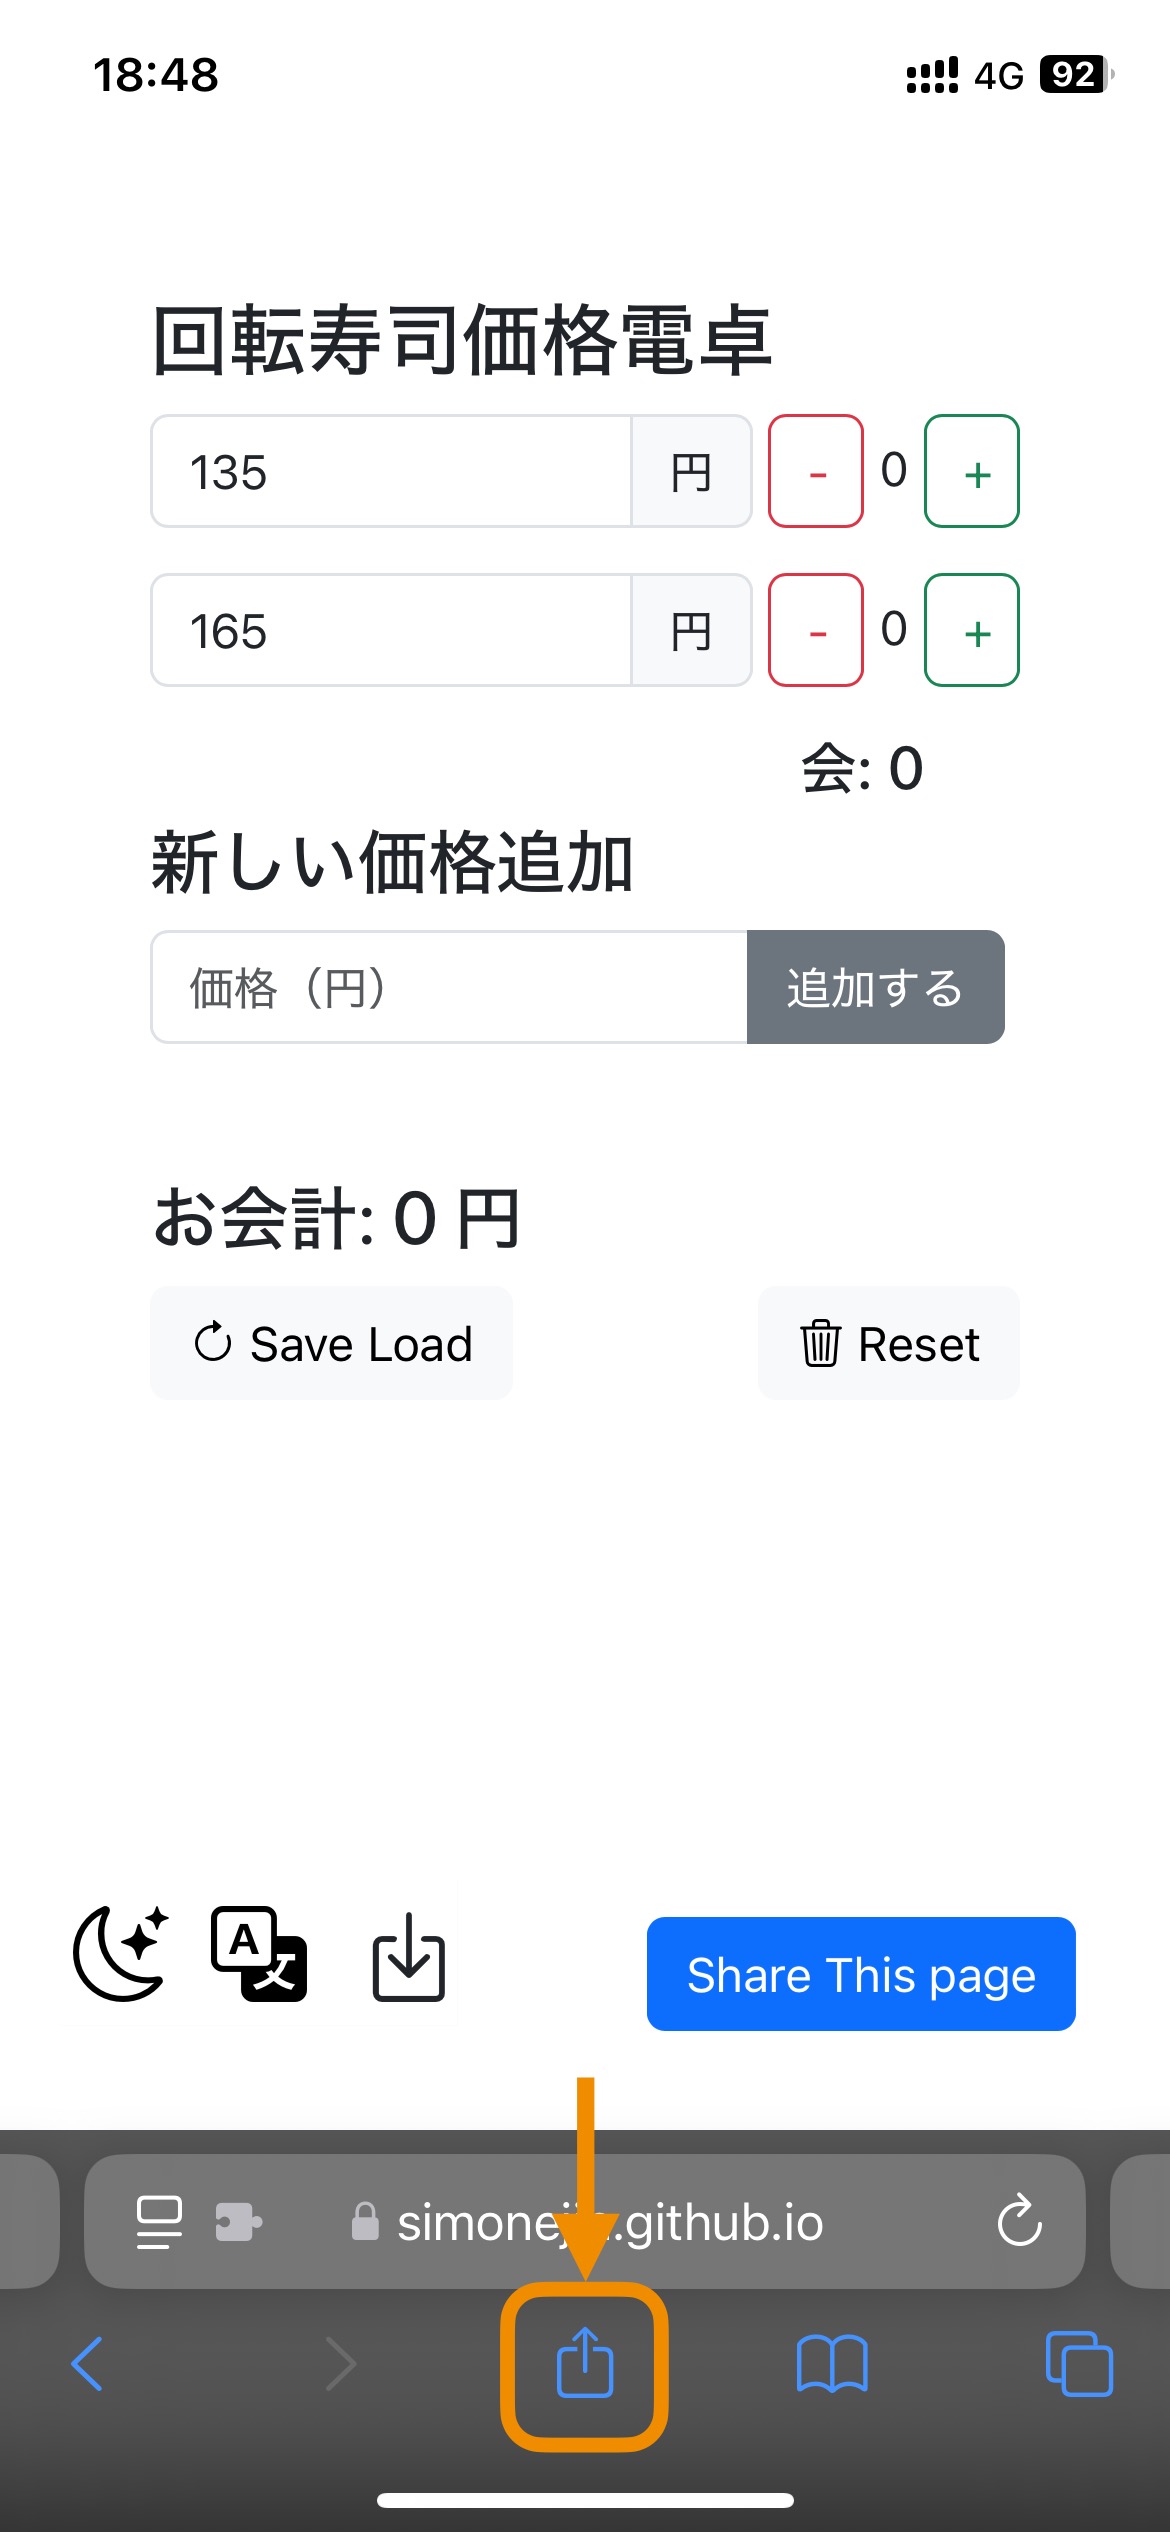 18:48 4G 92
回転寿司価格電卓
135 円 - 0 +
165 円 - 0 +
会: 0
新しい価格追加
価格（円） 追加する
お会計: 0 円
Save Load Reset
A 文 Share This page
.github.io